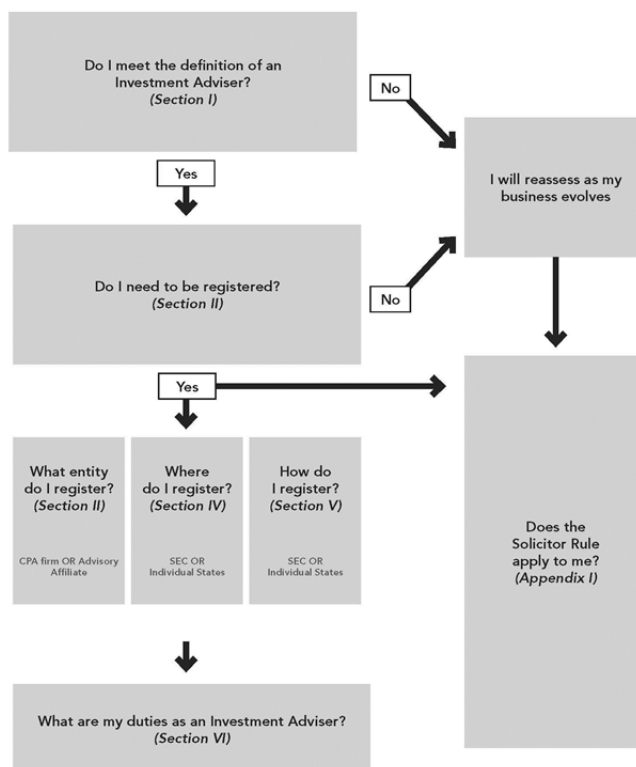 Do I meet the definition of an
Investment Adviser?
(Section I)
No
Yes
I will reassess as my
business evolves
Do I need to be registered?
(Section II)
No
Yes
What entity
do I register?
(Section II)
CPA firm OR Advisory
Affiliate
Where
do I register?
(Section IV)
SEC OR
Individual States
How do
I register?
(Section V)
SEC OR
Individual States
Does the
Solicitor Rule
apply to me?
(Appendix I)
What are my duties as an Investment Adviser?
(Section VI)